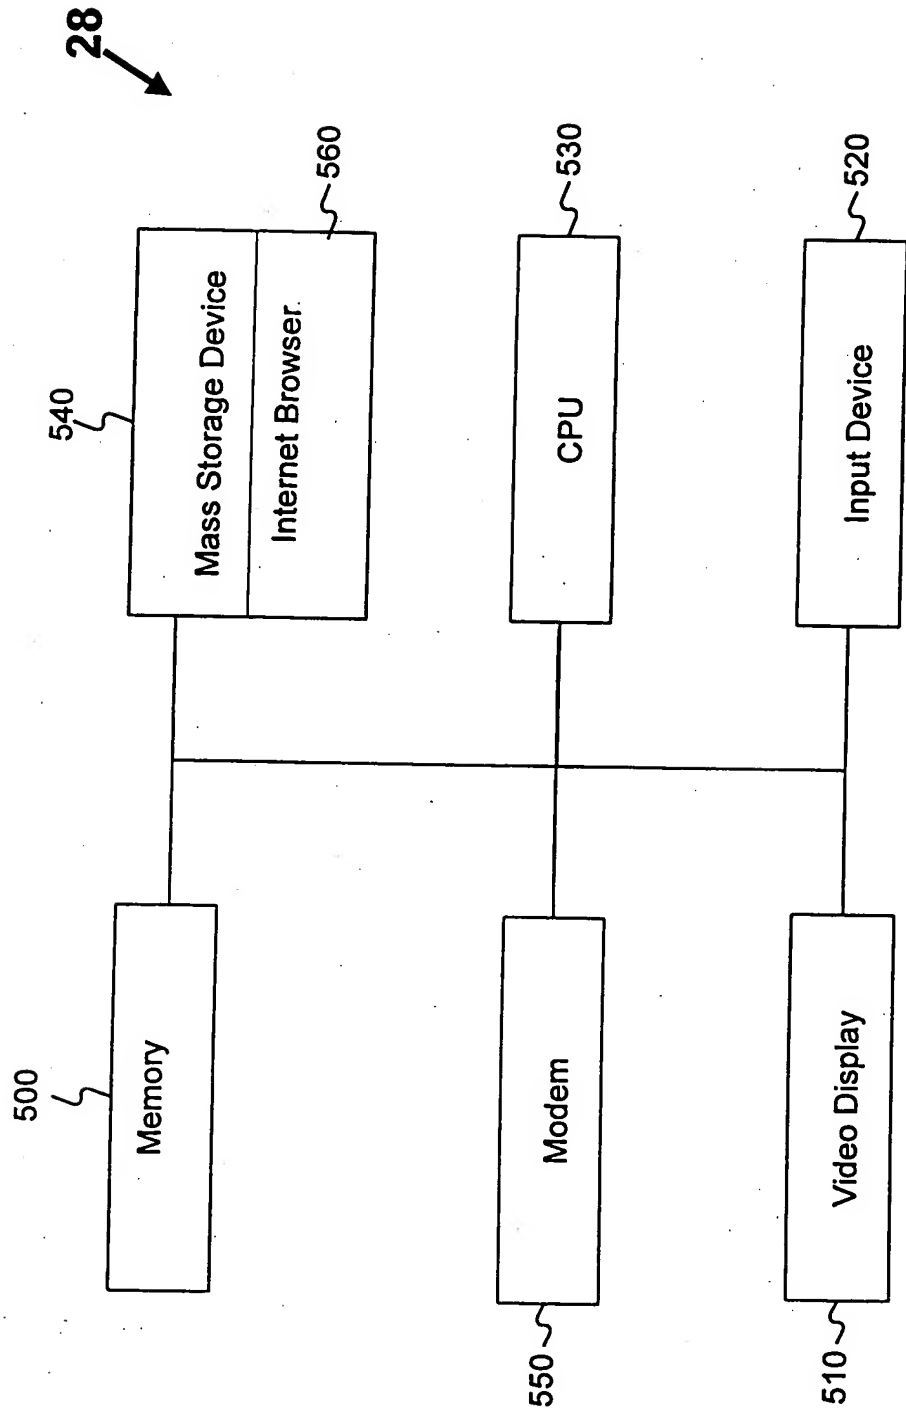 28
500
540
Memory
Mass Storage Device
Internet Browser
560
550
Modem
CPU
530
510
Video Display
Input Device
520